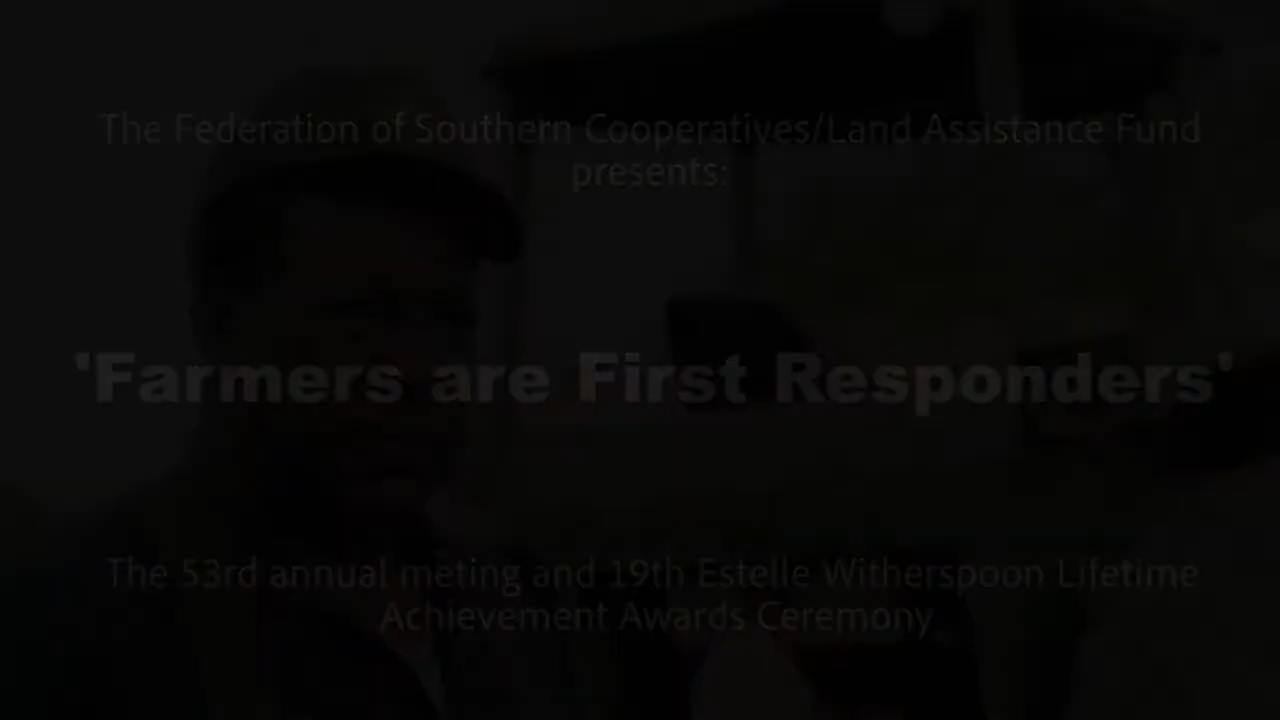 The Federation of Southern Cooperatives/Land Assistance Fund
presents:
'Farmers are First Responders'
The 53rd annual meting and 19th Estelle Witherspoon Lifetime
Achievement Awards Ceremony